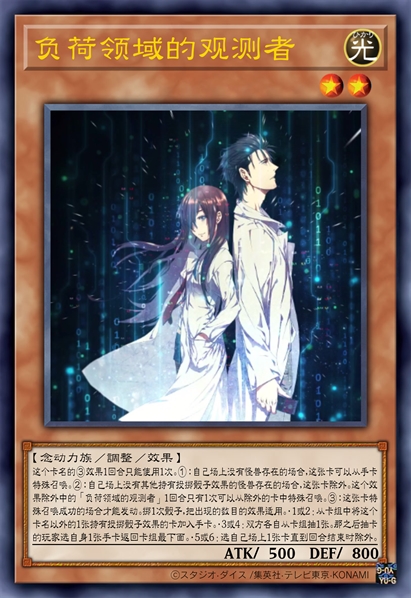 负荷领域的观测者
ひかり
光
【念动力族／調整／效果】
这个卡名的③效果1回合只能使用1次。①：自己场上没有怪兽存在的场合,这张卡可以从手卡
特殊召唤。②：自己场上没有其他持有投掷骰子效果的怪兽存在的场合,这张卡除外。这个效
果除外中的「负荷领域的观测者」1回合只有1次可以从除外的卡中特殊召唤。③：这张卡特
殊召唤成功的场合才能发动。掷1次骰子,把出现的数目的效果适用。·1或2：从卡组中将这个
卡名以外的1张持有投掷骰子效果的卡加入手卡。·3或4：双方各自从卡组抽1张。那之后抽卡
的玩家选自身1张手卡返回卡组最下面。·5或6：选自己场上1张卡直到回合结束时除外。
ATK/ 500 DEF/ 800
©スタジオ·ダイス /集英社·テレビ東京·KONAMI